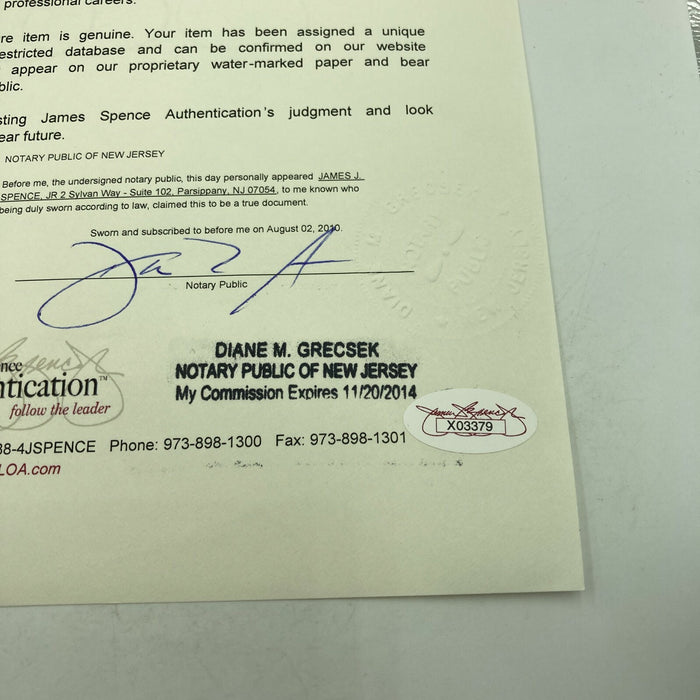 professional careers.
re item is genuine. Your item has been assigned a unique
estricted database and can be confirmed on our website
appear on our proprietary water-marked paper and bear
blic.
sting James Spence Authentication's judgment and look
ear future.
NOTARY PUBLIC OF NEW JERSEY
Before me, the undersigned notary public, this day personally appeared JAMES J.
SPENCE, JR 2 Sylvan Way - Suite 102, Parsippany, NJ 07054, to me known who
being duly sworn according to law, claimed this to be a true document.
Sworn and subscribed to before me on August 02, 2010.
Notary Public
DIANE M. GRECSEK
NOTARY PUBLIC OF NEW JERSEY
My Commission Expires 11/20/2014
nce
ntication™
follow the leader
X03379
88-4JSPENCE Phone: 973-898-1300 Fax: 973-898-1301
LOA.com